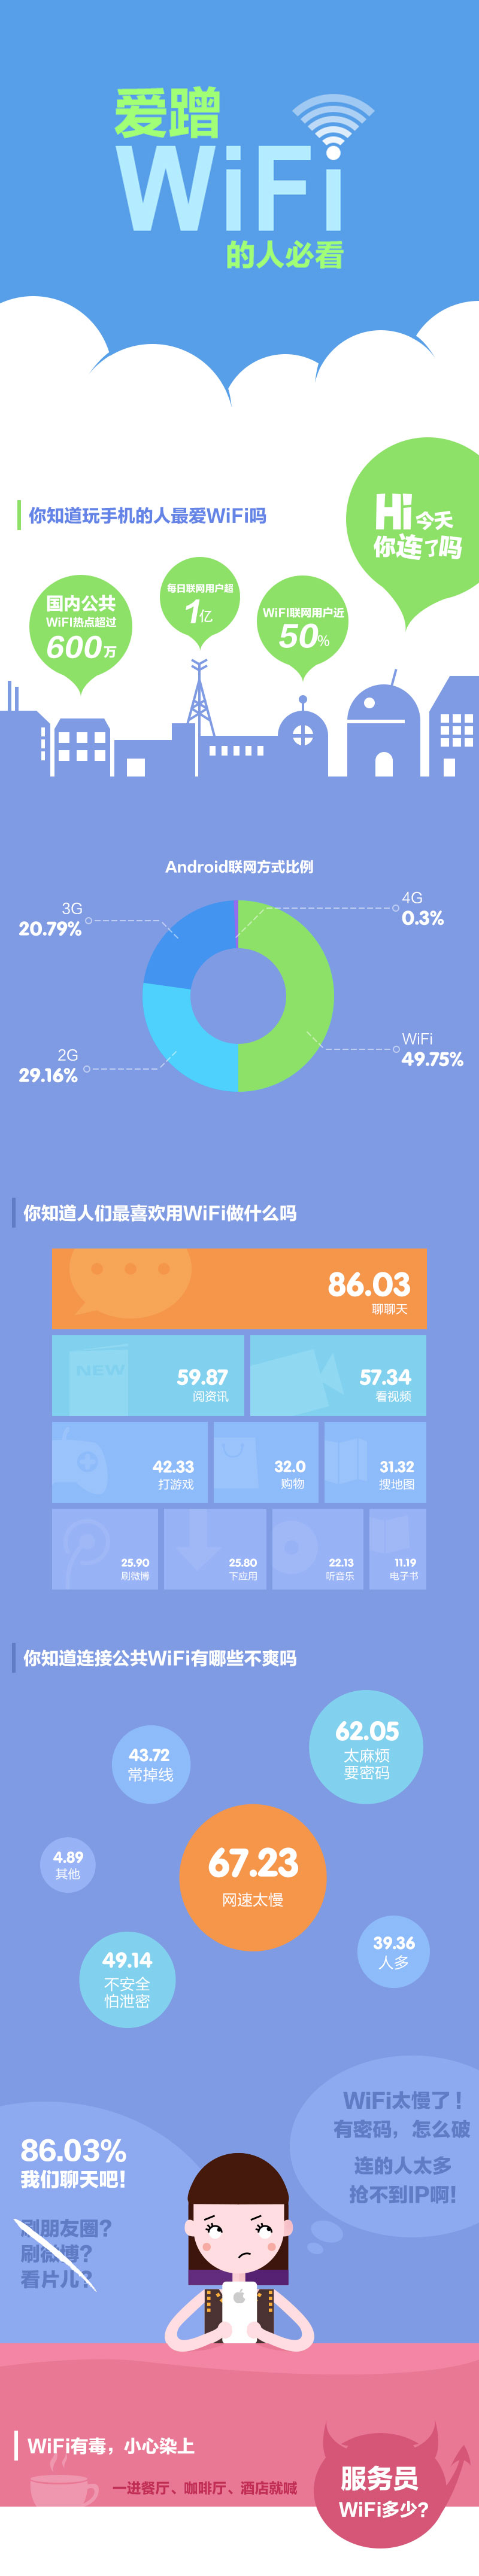 爱蹭
WiFi
的人必看
Hi今天
你连了吗
你知道玩手机的人最爱WiFi吗
国内公共
WiFi热点超过
600万
每日联网用户超
1亿
WIFI联网用户近
50%
Android联网方式比例
3G
20.79%
4G
0.3%
2G
29.16%
WiFi
49.75%
你知道人们最喜欢用WiFi做什么吗
86.03
聊聊天
NEW
59.87
阅资讯
57.34
看视频
42.33
打游戏
32.0
购物
31.32
搜地图
25.90
刷微博
25.80
下应用
22.13
听音乐
11.19
电子书
你知道连接公共WiFi有哪些不爽吗
62.05
太麻烦
要密码
43.72
常掉线
67.23
网速太慢
4.89
其他
39.36
人多
49.14
不安全
怕泄密
WiFi太慢了！
有密码，怎么破
连的人太多
抢不到IP啊!
86.03%
我们聊天吧!
刷朋友圈?
刷微博?
看片儿?
WiFi有毒，小心染上
一进餐厅、咖啡厅、酒店就喊
服务员
WiFi多少?